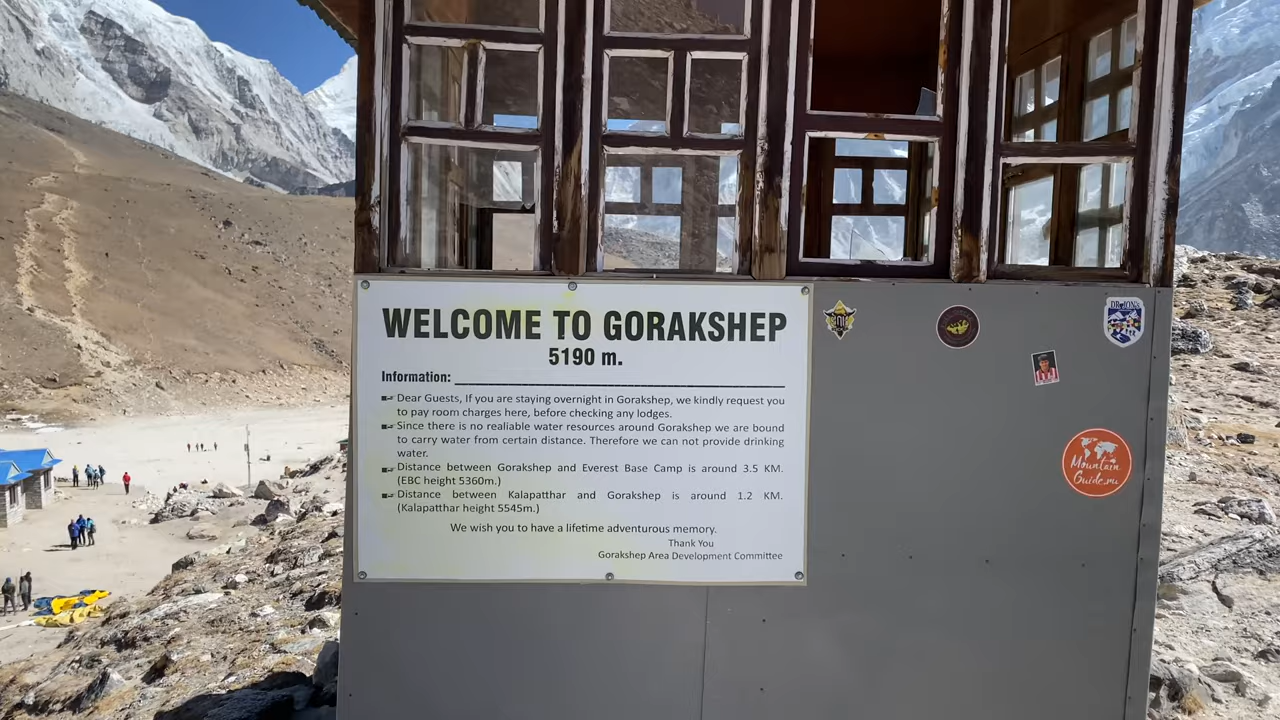 WELCOME TO GORAKSHEP
5190 m.
Information:
Dear Guests, If you are staying overnight in Gorakshep, we kindly request you
to pay room charges here, before checking any lodges.
Since there is no realiable water resources around Gorakshep we are bound
to carry water from certain distance. Therefore we can not provide drinking
water.
Distance between Gorakshep and Everest Base Camp is around 3.5 KM.
(EBC height 5360m.)
Distance between Kalapatthar and Gorakshep is around 1.2 KM.
(Kalapatthar height 5545m.)
We wish you to have a lifetime adventurous memory.
Thank You
Gorakshep Area Development Committee
Mountain
Guide.ru